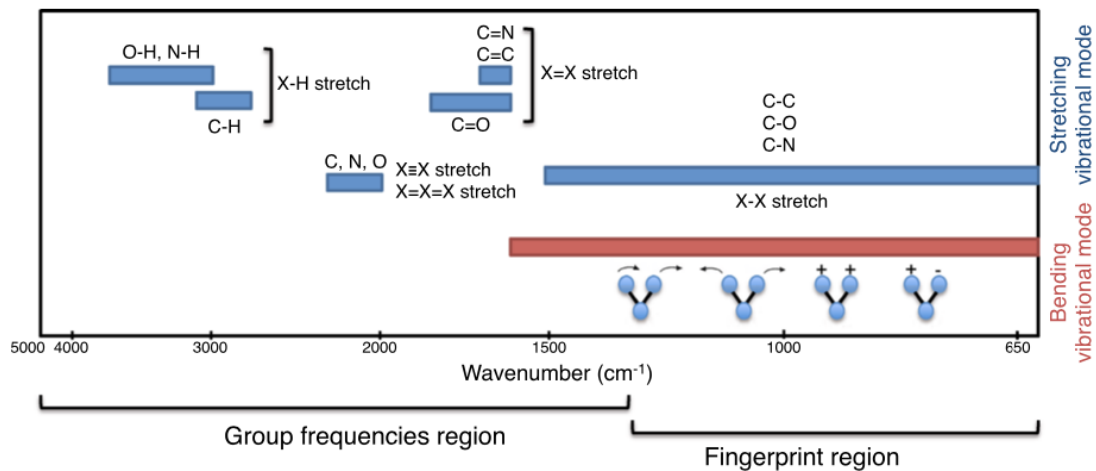 O-H, N-H
X-H stretch
C-H
C=N
C=C
X=X stretch
C=O
C, N, O
X≡X stretch
X=X=X stretch
C-C
C-O
C-N
X-X stretch
Stretching
vibrational mode
Bending
vibrational mode
+ +
+ -
5000 4000 3000 2000 1500 1000 650
Wavenumber (cm⁻¹)
Group frequencies region
Fingerprint region